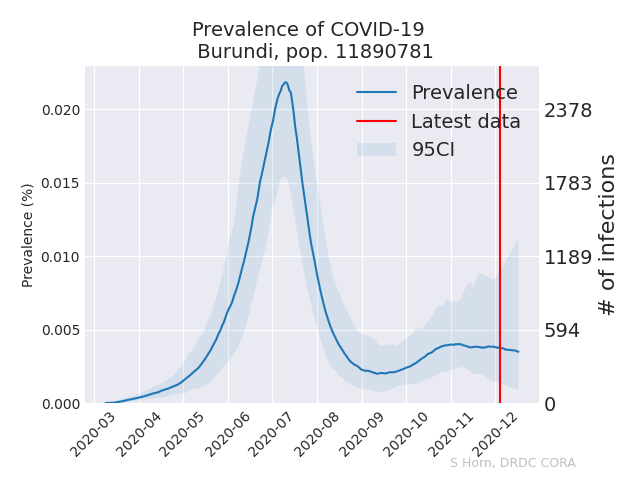 Prevalence of COVID-19
Burundi, pop. 11890781
Prevalence
Latest data
95CI
Prevalence (%)
0.020
0.015
0.010
0.005
0.000
2378
1783
1189
594
0
# of infections
2020-03
2020-04
2020-05
2020-06
2020-07
2020-08
2020-09
2020-10
2020-11
2020-12
S Horn, DRDC CORA